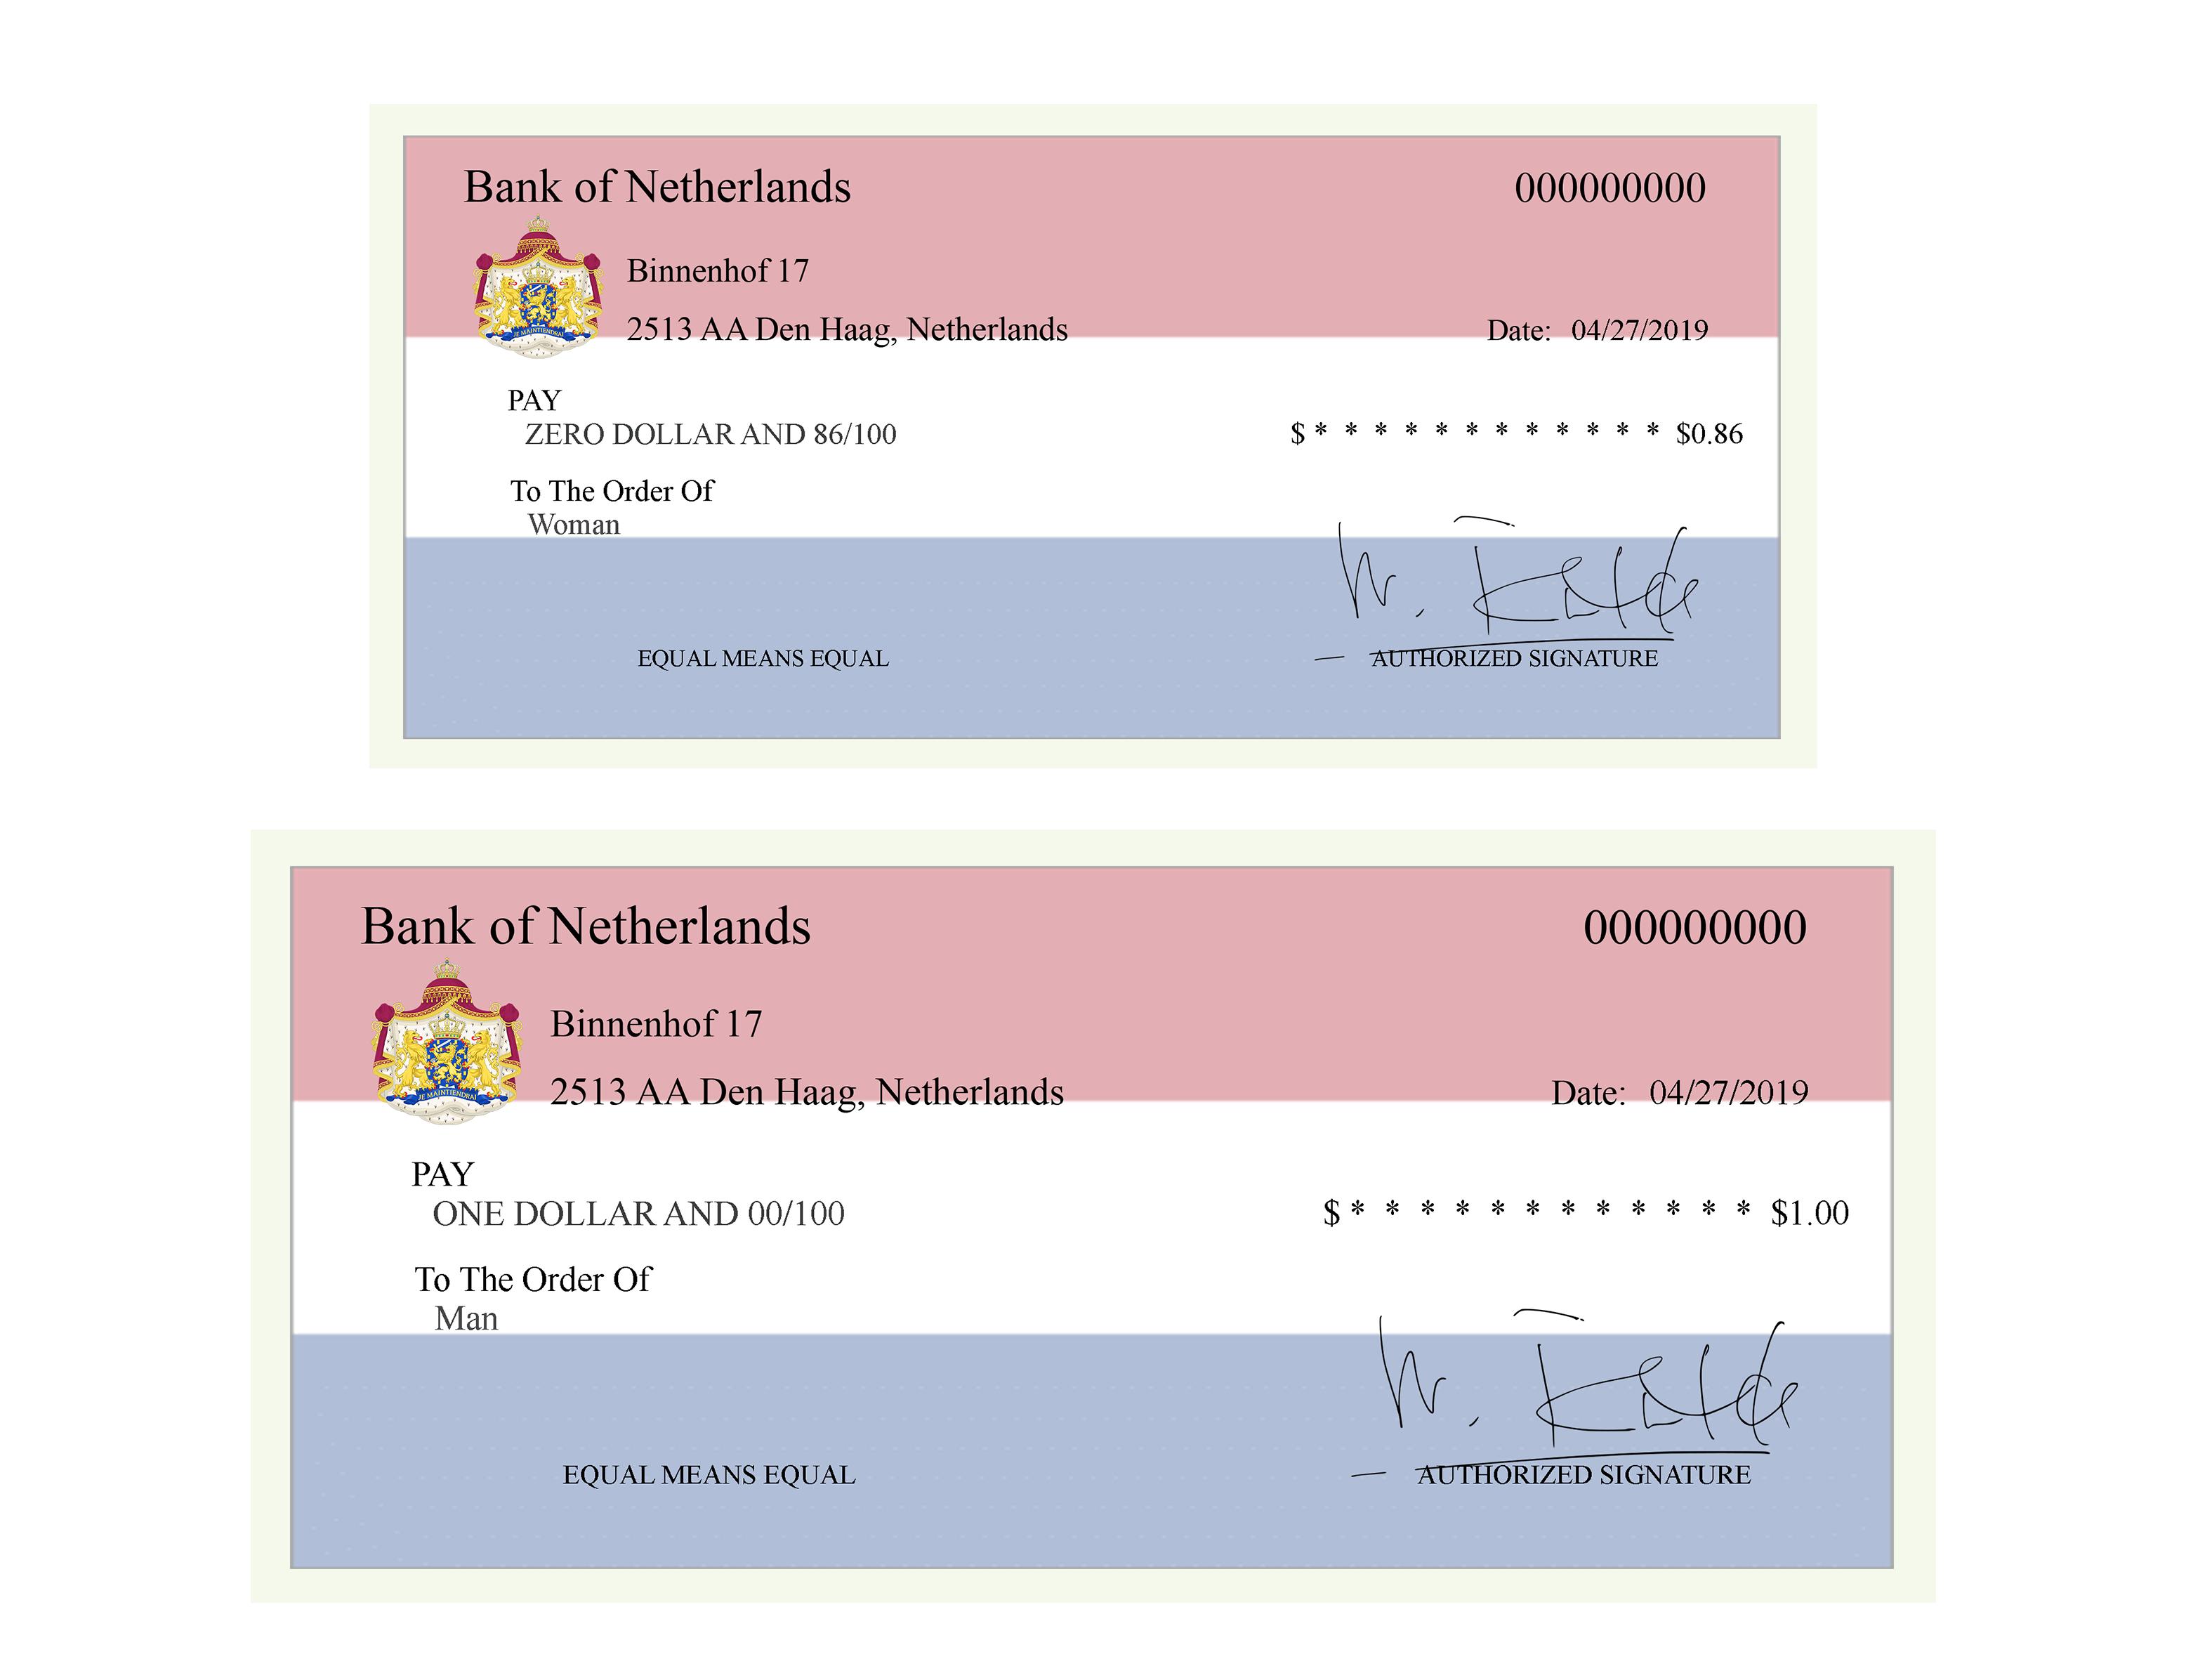 Bank of Netherlands 000000000
Binnenhof 17
2513 AA Den Haag, Netherlands Date: 04/27/2019
JE MAINTIENDRAI
PAY
ZERO DOLLAR AND 86/100 $ * * * * * * * * * * * * $0.86
To The Order Of
Woman
EQUAL MEANS EQUAL AUTHORIZED SIGNATURE
Bank of Netherlands 000000000
Binnenhof 17
2513 AA Den Haag, Netherlands Date: 04/27/2019
JE MAINTIENDRAI
PAY
ONE DOLLAR AND 00/100 $ * * * * * * * * * * * * $1.00
To The Order Of
Man
EQUAL MEANS EQUAL AUTHORIZED SIGNATURE